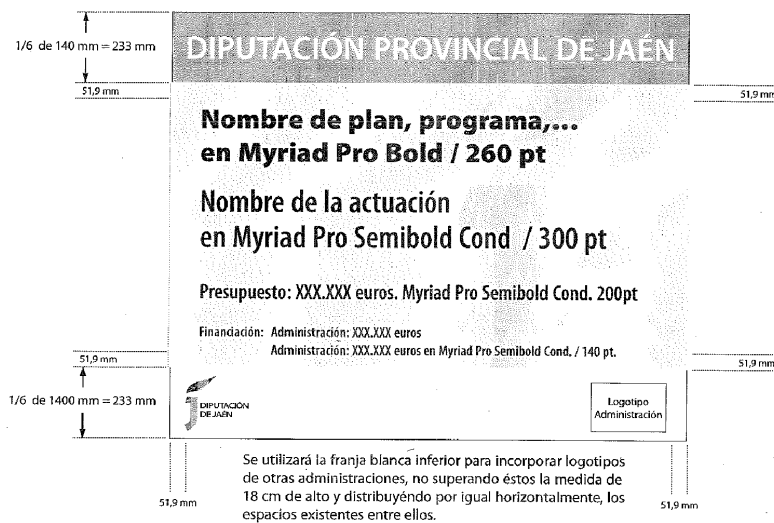 1/6 de 140 mm = 233 mm
DIPUTACIÓN PROVINCIAL DE JAÉN
51,9 mm
51,9 mm
Nombre de plan, programa,...
en Myriad Pro Bold / 260 pt
Nombre de la actuación
en Myriad Pro Semibold Cond / 300 pt
Presupuesto: XXX.XXX euros. Myriad Pro Semibold Cond. 200pt
Financiación: Administración: XXX.XXX euros
Administración: XXX.XXX euros en Myriad Pro Semibold Cond. / 140 pt.
51,9 mm
51,9 mm
1/6 de 1400 mm = 233 mm
DIPUTACIÓN
DE JAÉN
Logotipo
Administración
Se utilizará la franja blanca inferior para incorporar logotipos
de otras administraciones, no superando éstos la medida de
18 cm de alto y distribuyéndo por igual horizontalmente, los
espacios existentes entre ellos.
51,9 mm
51,9 mm